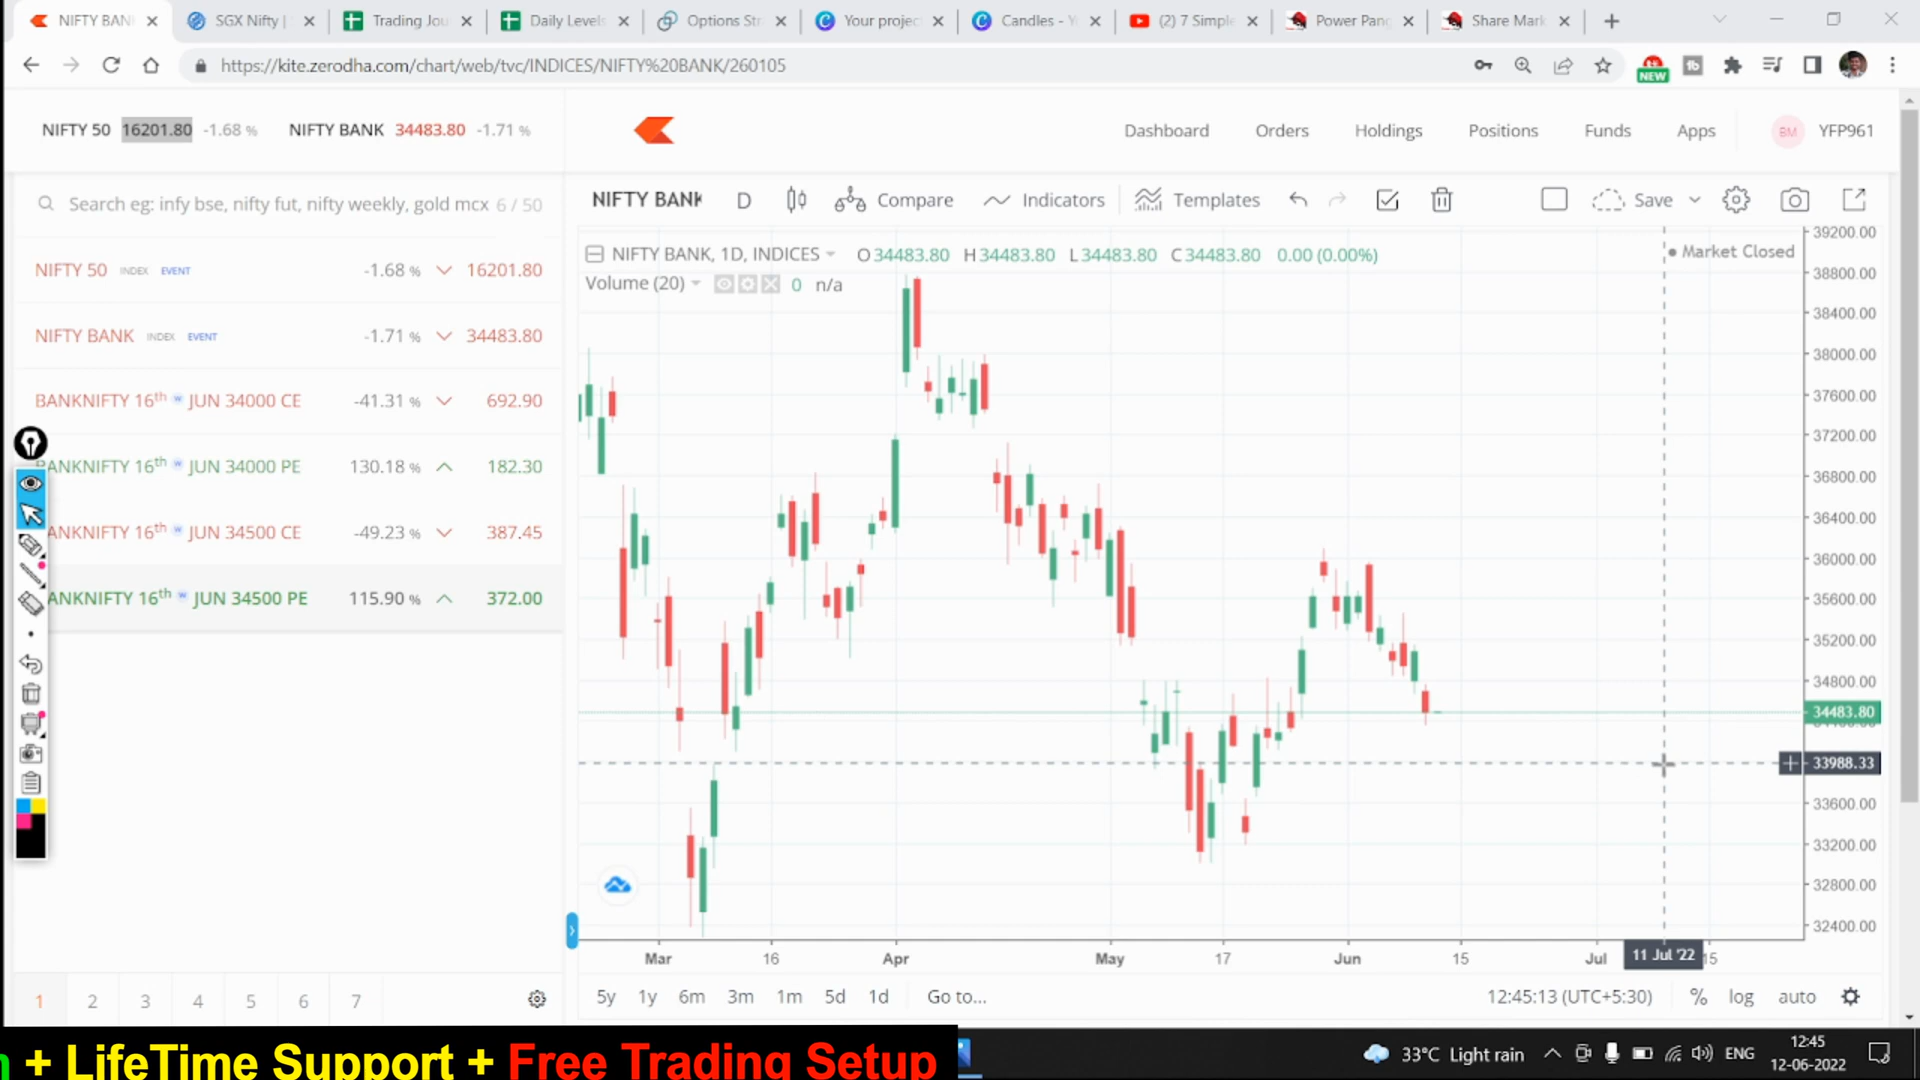 NIFTY BAN
SGX Nifty |
Trading Jou
Daily Levels
Options Str
Your projec
Candles - Y
(2) 7 Simple
Power Pang
Share Mark
https://kite.zerodha.com/chart/web/tvc/INDICES/NIFTY%20BANK/260105
NEW
NIFTY 50 16201.80 -1.68 % NIFTY BANK 34483.80 -1.71 %
Dashboard Orders Holdings Positions Funds Apps BM YFP961
Search eg: infy bse, nifty fut, nifty weekly, gold mcx 6 / 50
NIFTY 50 INDEX EVENT -1.68 % 16201.80
NIFTY BANK INDEX EVENT -1.71 % 34483.80
BANKNIFTY 16th w JUN 34000 CE -41.31 % 692.90
BANKNIFTY 16th w JUN 34000 PE 130.18 % 182.30
ANKNIFTY 16th w JUN 34500 CE -49.23 % 387.45
ANKNIFTY 16th w JUN 34500 PE 115.90 % 372.00
1 2 3 4 5 6 7
NIFTY BANK D Compare Indicators Templates Save
NIFTY BANK, 1D, INDICES O34483.80 H34483.80 L34483.80 C34483.80 0.00 (0.00%)
Market Closed
Volume (20) 0 n/a
39200.00
38800.00
38400.00
38000.00
37600.00
37200.00
36800.00
36400.00
36000.00
35600.00
35200.00
34800.00
34483.80
33988.33
33600.00
33200.00
32800.00
32400.00
Mar 16 Apr May 17 Jun 15 Jul 11 Jul '22 15
5y 1y 6m 3m 1m 5d 1d Go to... 12:45:13 (UTC+5:30) % log auto
n + LifeTime Support + Free Trading Setup
33°C Light rain ENG 12:45
12-06-2022